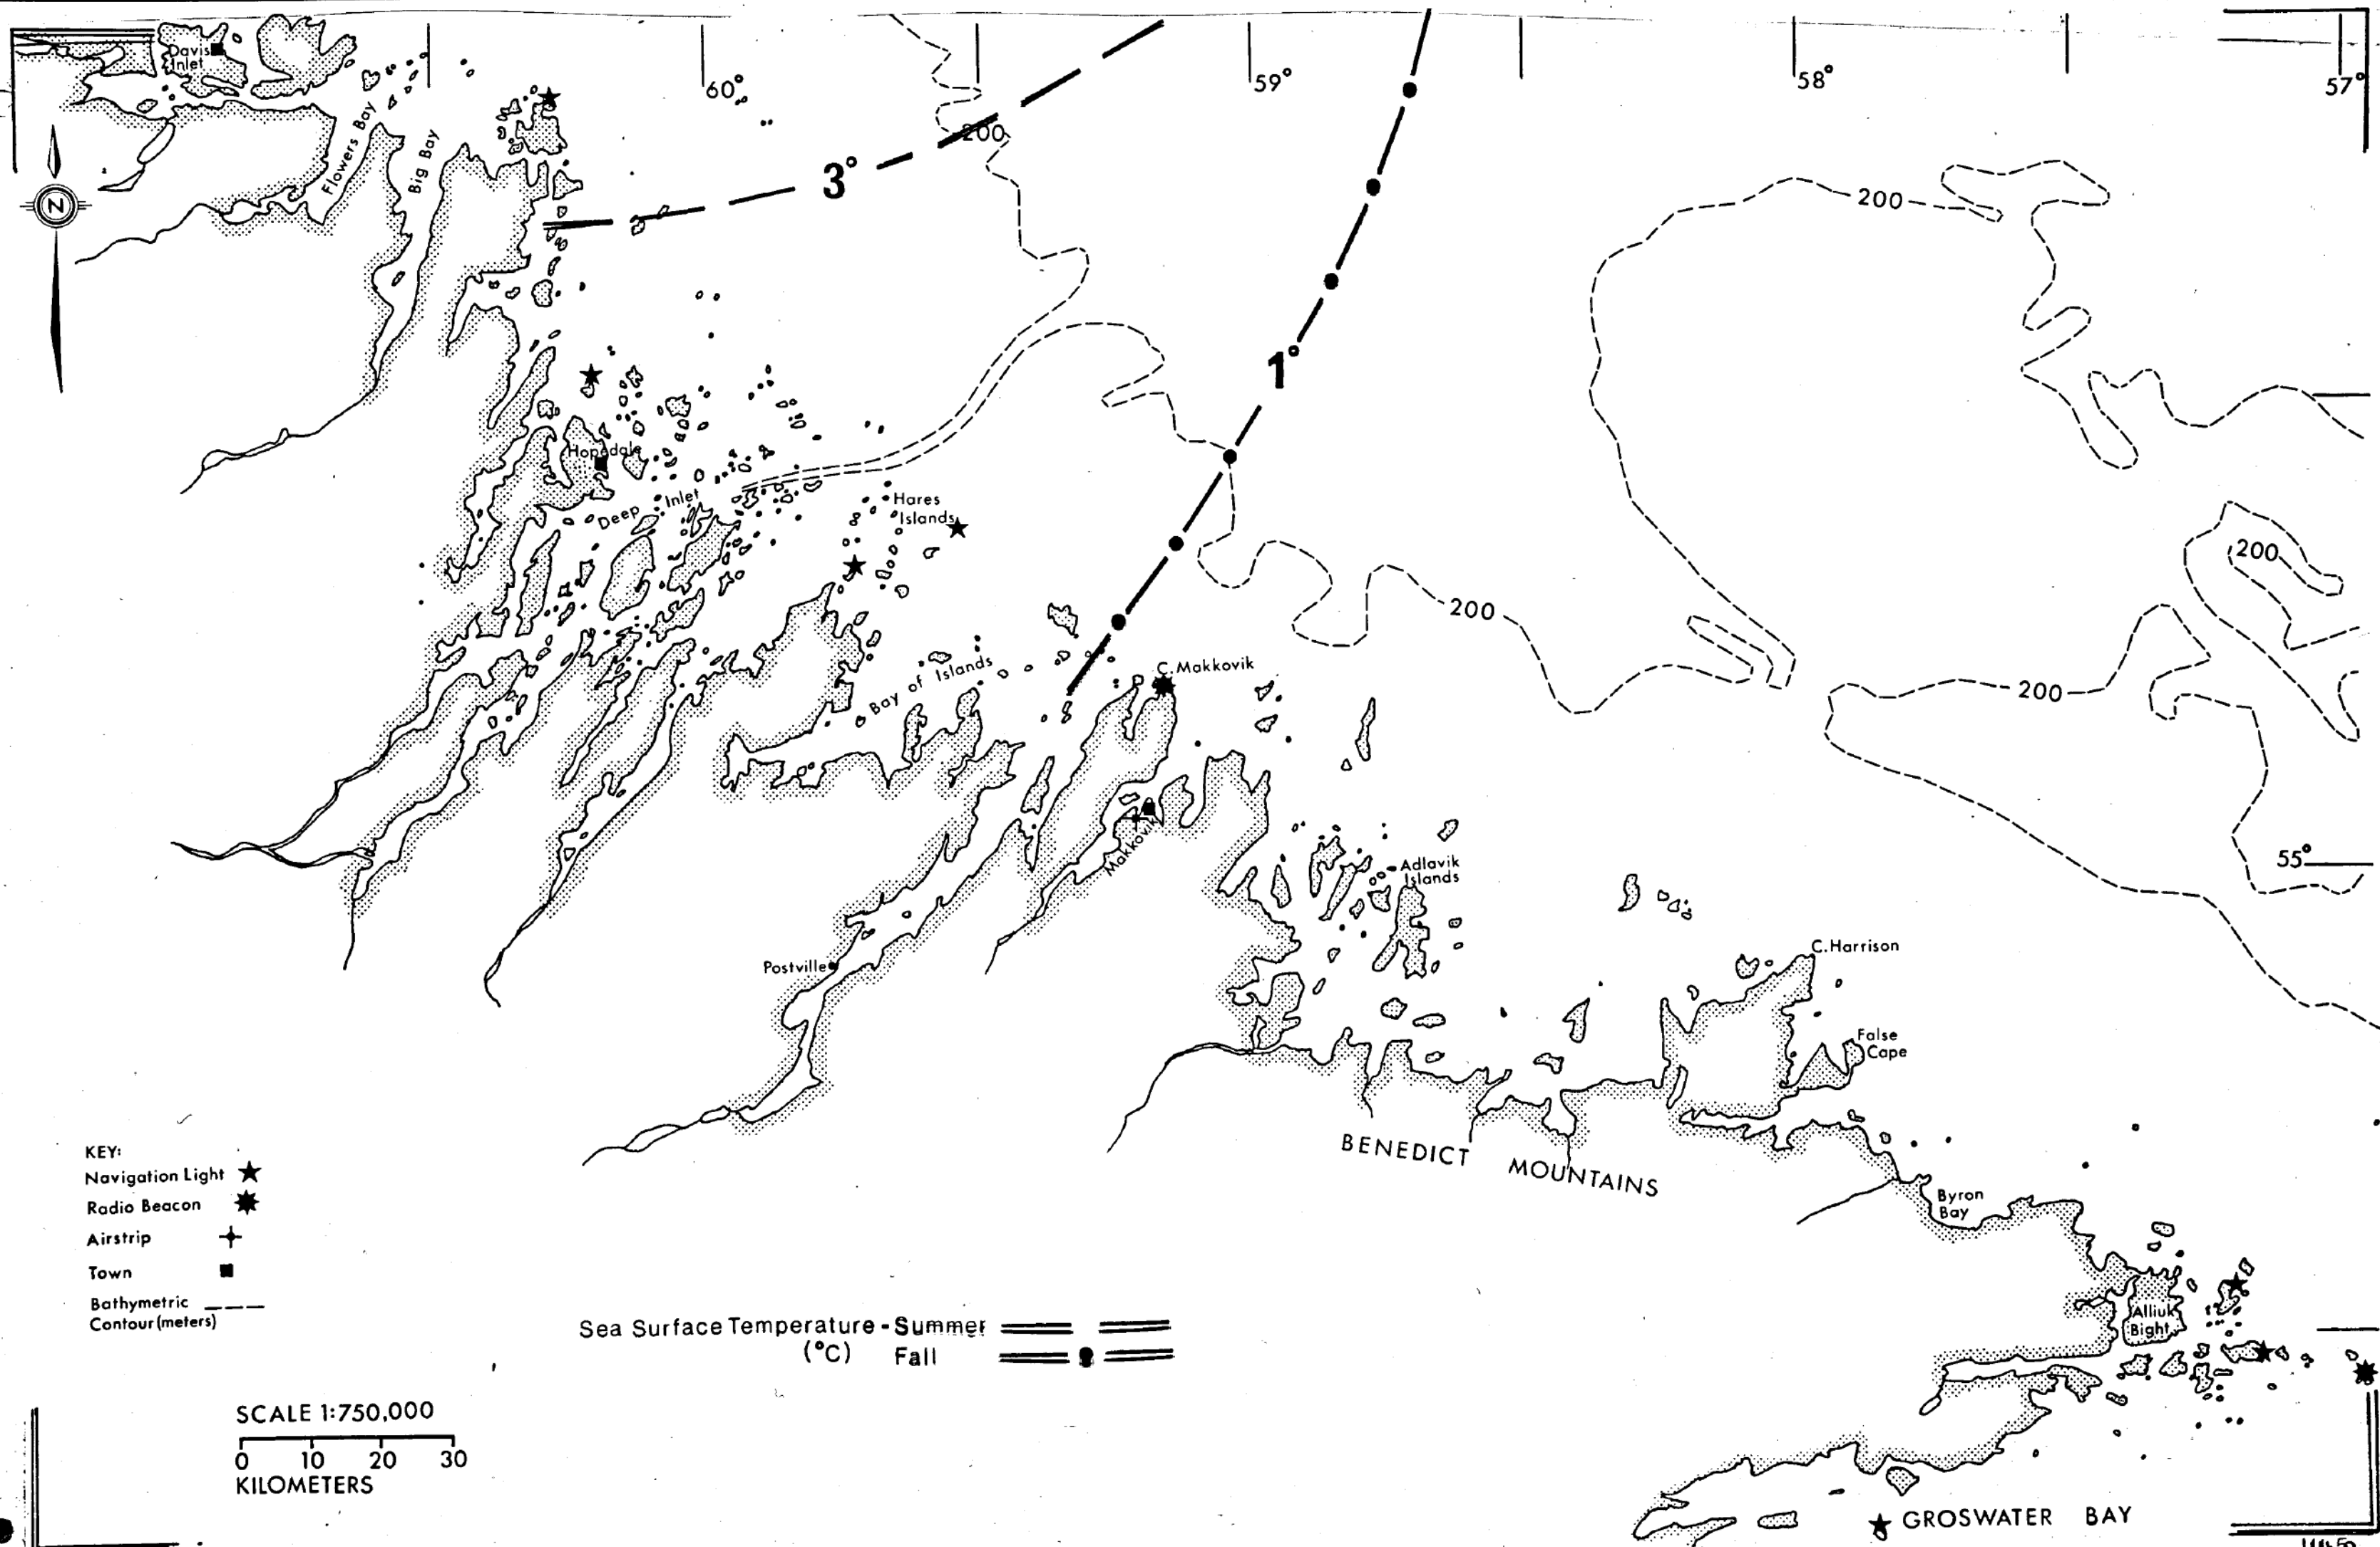 Davis
Inlet
60°
59°
58°
57°
Flowers Bay
Big Bay
200
3°
200
1°
Hopedale
Deep Inlet
Hares
Islands
200
200
C. Makkovik
Bay of Islands
200
Makkovik
55°
Adlavik
Islands
Postville
C. Harrison
False
Cape
BENEDICT MOUNTAINS
Byron
Bay
Alliuk
Bight
N
KEY:
Navigation Light
Radio Beacon
Airstrip
Town
Bathymetric
Contour (meters)
Sea Surface Temperature - Summer
(°C) Fall
SCALE 1:750,000
0 10 20 30
KILOMETERS
GROSWATER BAY